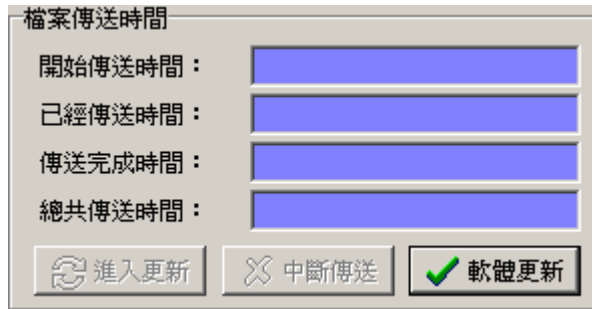 檔案傳送時間
開始傳送時間：
已經傳送時間：
傳送完成時間：
總共傳送時間：
進入更新 中斷傳送 軟體更新